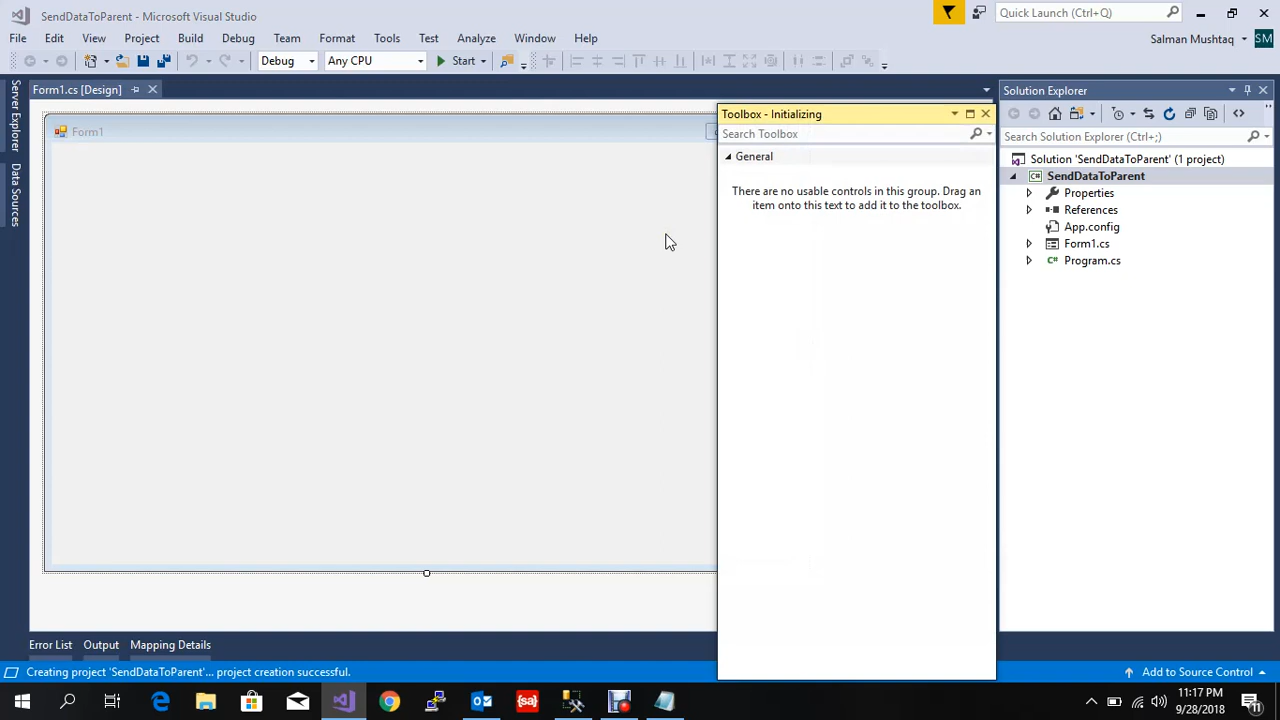 SendDataToParent - Microsoft Visual Studio
Quick Launch (Ctrl+Q)
File Edit View Project Build Debug Team Format Tools Test Analyze Window Help
Salman Mushtaq SM
Debug Any CPU Start
Form1.cs [Design]
Server Explorer
Data Sources
Form1
Toolbox - Initializing
Search Toolbox
General
There are no usable controls in this group. Drag an
item onto this text to add it to the toolbox.
Solution Explorer
Search Solution Explorer (Ctrl+;)
Solution 'SendDataToParent' (1 project)
C# SendDataToParent
Properties
References
App.config
Form1.cs
C# Program.cs
Error List Output Mapping Details
Creating project 'SendDataToParent'... project creation successful.
Add to Source Control
{sa}
11:17 PM
9/28/2018
11